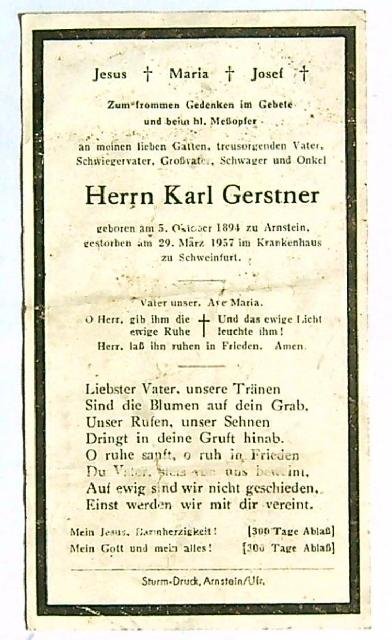 Jesus † Maria † Josef †
Zum frommen Gedenken im Gebete
und beim hl. Meßopfer
an meinen lieben Gatten, treusorgenden Vater,
Schwiegervater, Großvater, Schwager und Onkel
Herrn Karl Gerstner
geboren am 5. Oktober 1894 zu Arnstein,
gestorben am 29. März 1957 im Krankenhaus
zu Schweinfurt.
Vater unser. Ave Maria.
O Herr, gib ihm die † Und das ewige Licht
ewige Ruhe leuchte ihm!
Herr, laß ihn ruhen in Frieden. Amen.
Liebster Vater, unsere Tränen
Sind die Blumen auf dein Grab,
Unser Rufen, unser Sehnen
Dringt in deine Gruft hinab.
O ruhe sanft, o ruh in Frieden
Du Vater, stets von uns beweint,
Auf ewig sind wir nicht geschieden,
Einst werden wir mit dir vereint.
Mein Jesus, Barmherzigkeit! [300 Tage Ablaß]
Mein Gott und mein alles! [300 Tage Ablaß]
Sturm-Druck, Arnstein/Ufr.